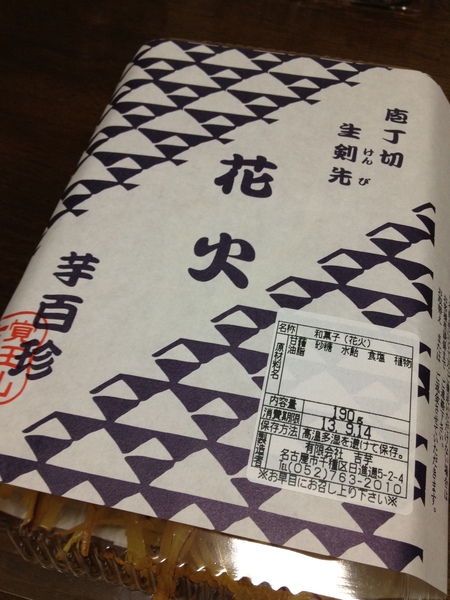 庖丁切
生剣先
けんぴ
花火
芋百珍
覚王山
名称 和菓子(花火)
原材料名 甘藷 砂糖 水飴 食塩 植物
油脂
内容量 190g
消費期限 13.9.14
保存方法 高温多湿を避けて保存。
製造者 有限会社 吉芋
名古屋市千種区日進通5-2-4
℡(052)763-2010
※お早目にお召し上り下さい※